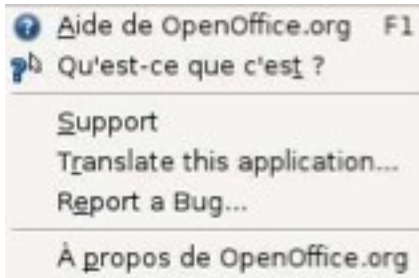 Aide de OpenOffice.org F1
Qu'est-ce que c'est ?
Support
Translate this application...
Report a Bug...
À propos de OpenOffice.org